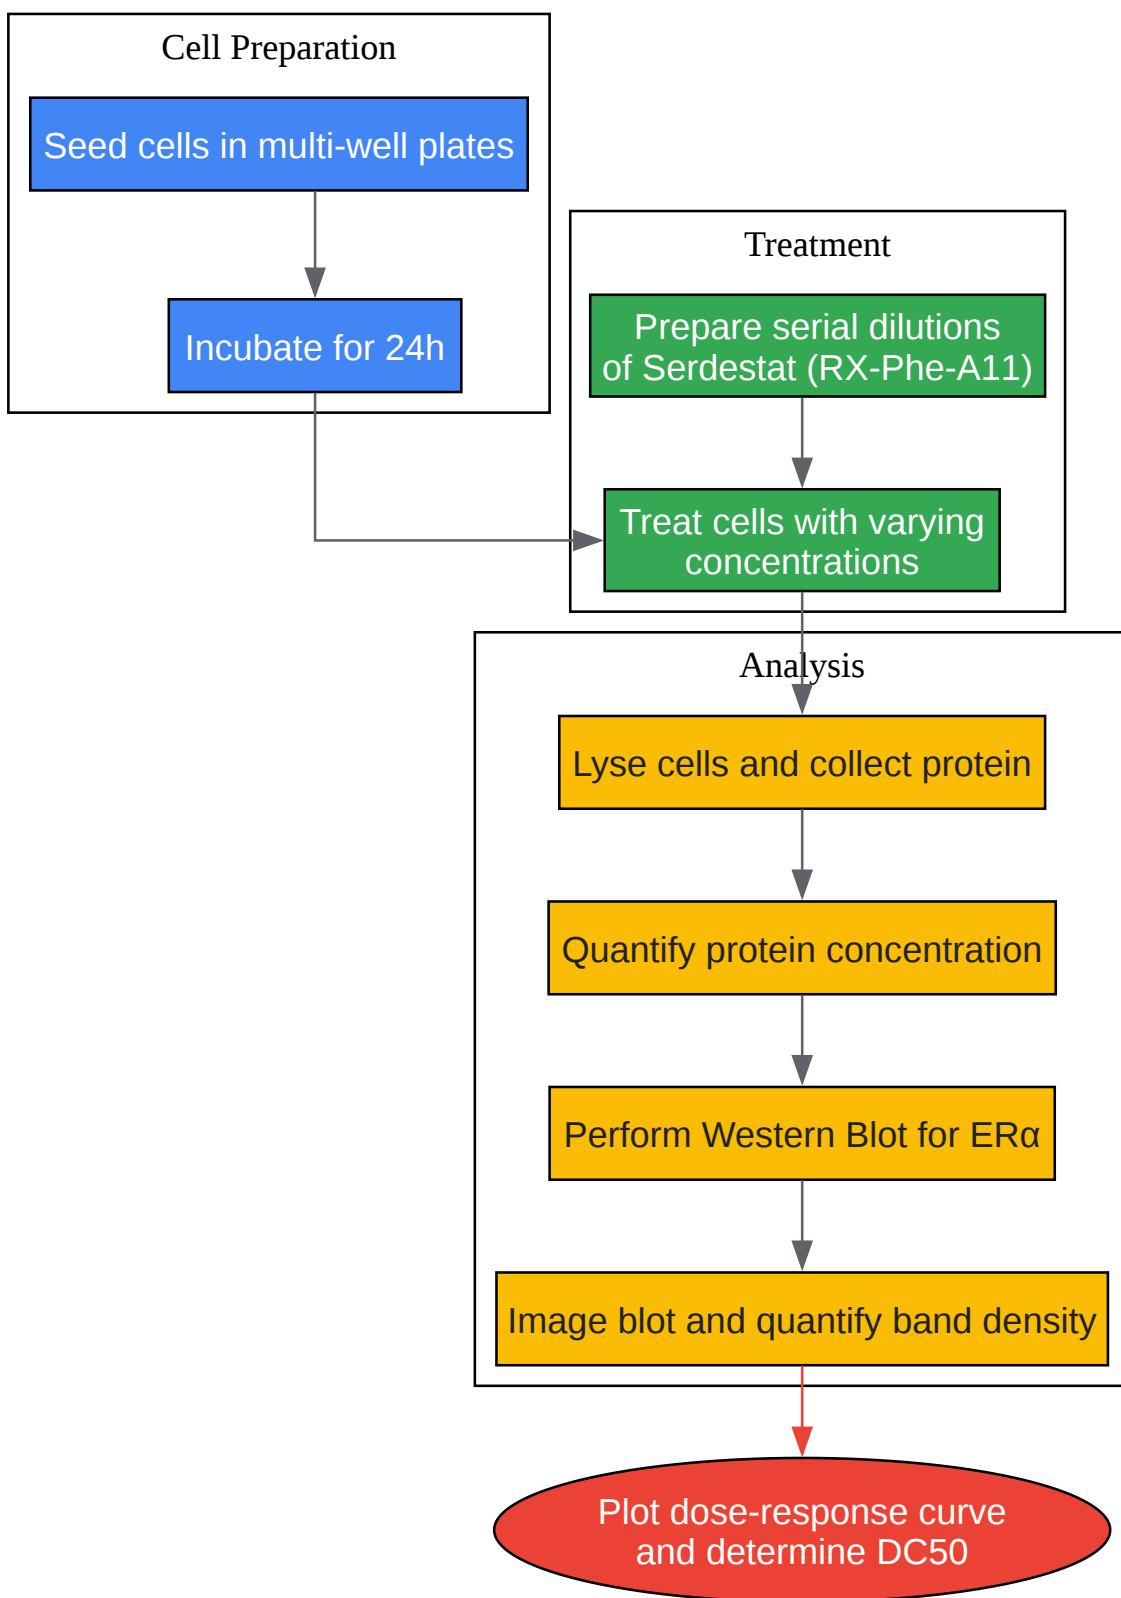 Cell Preparation
Seed cells in multi-well plates
Incubate for 24h
Treatment
Prepare serial dilutions
of Serdestat (RX-Phe-A11)
Treat cells with varying
concentrations
Analysis
Lyse cells and collect protein
Quantify protein concentration
Perform Western Blot for ERα
Image blot and quantify band density
Plot dose-response curve
and determine DC50